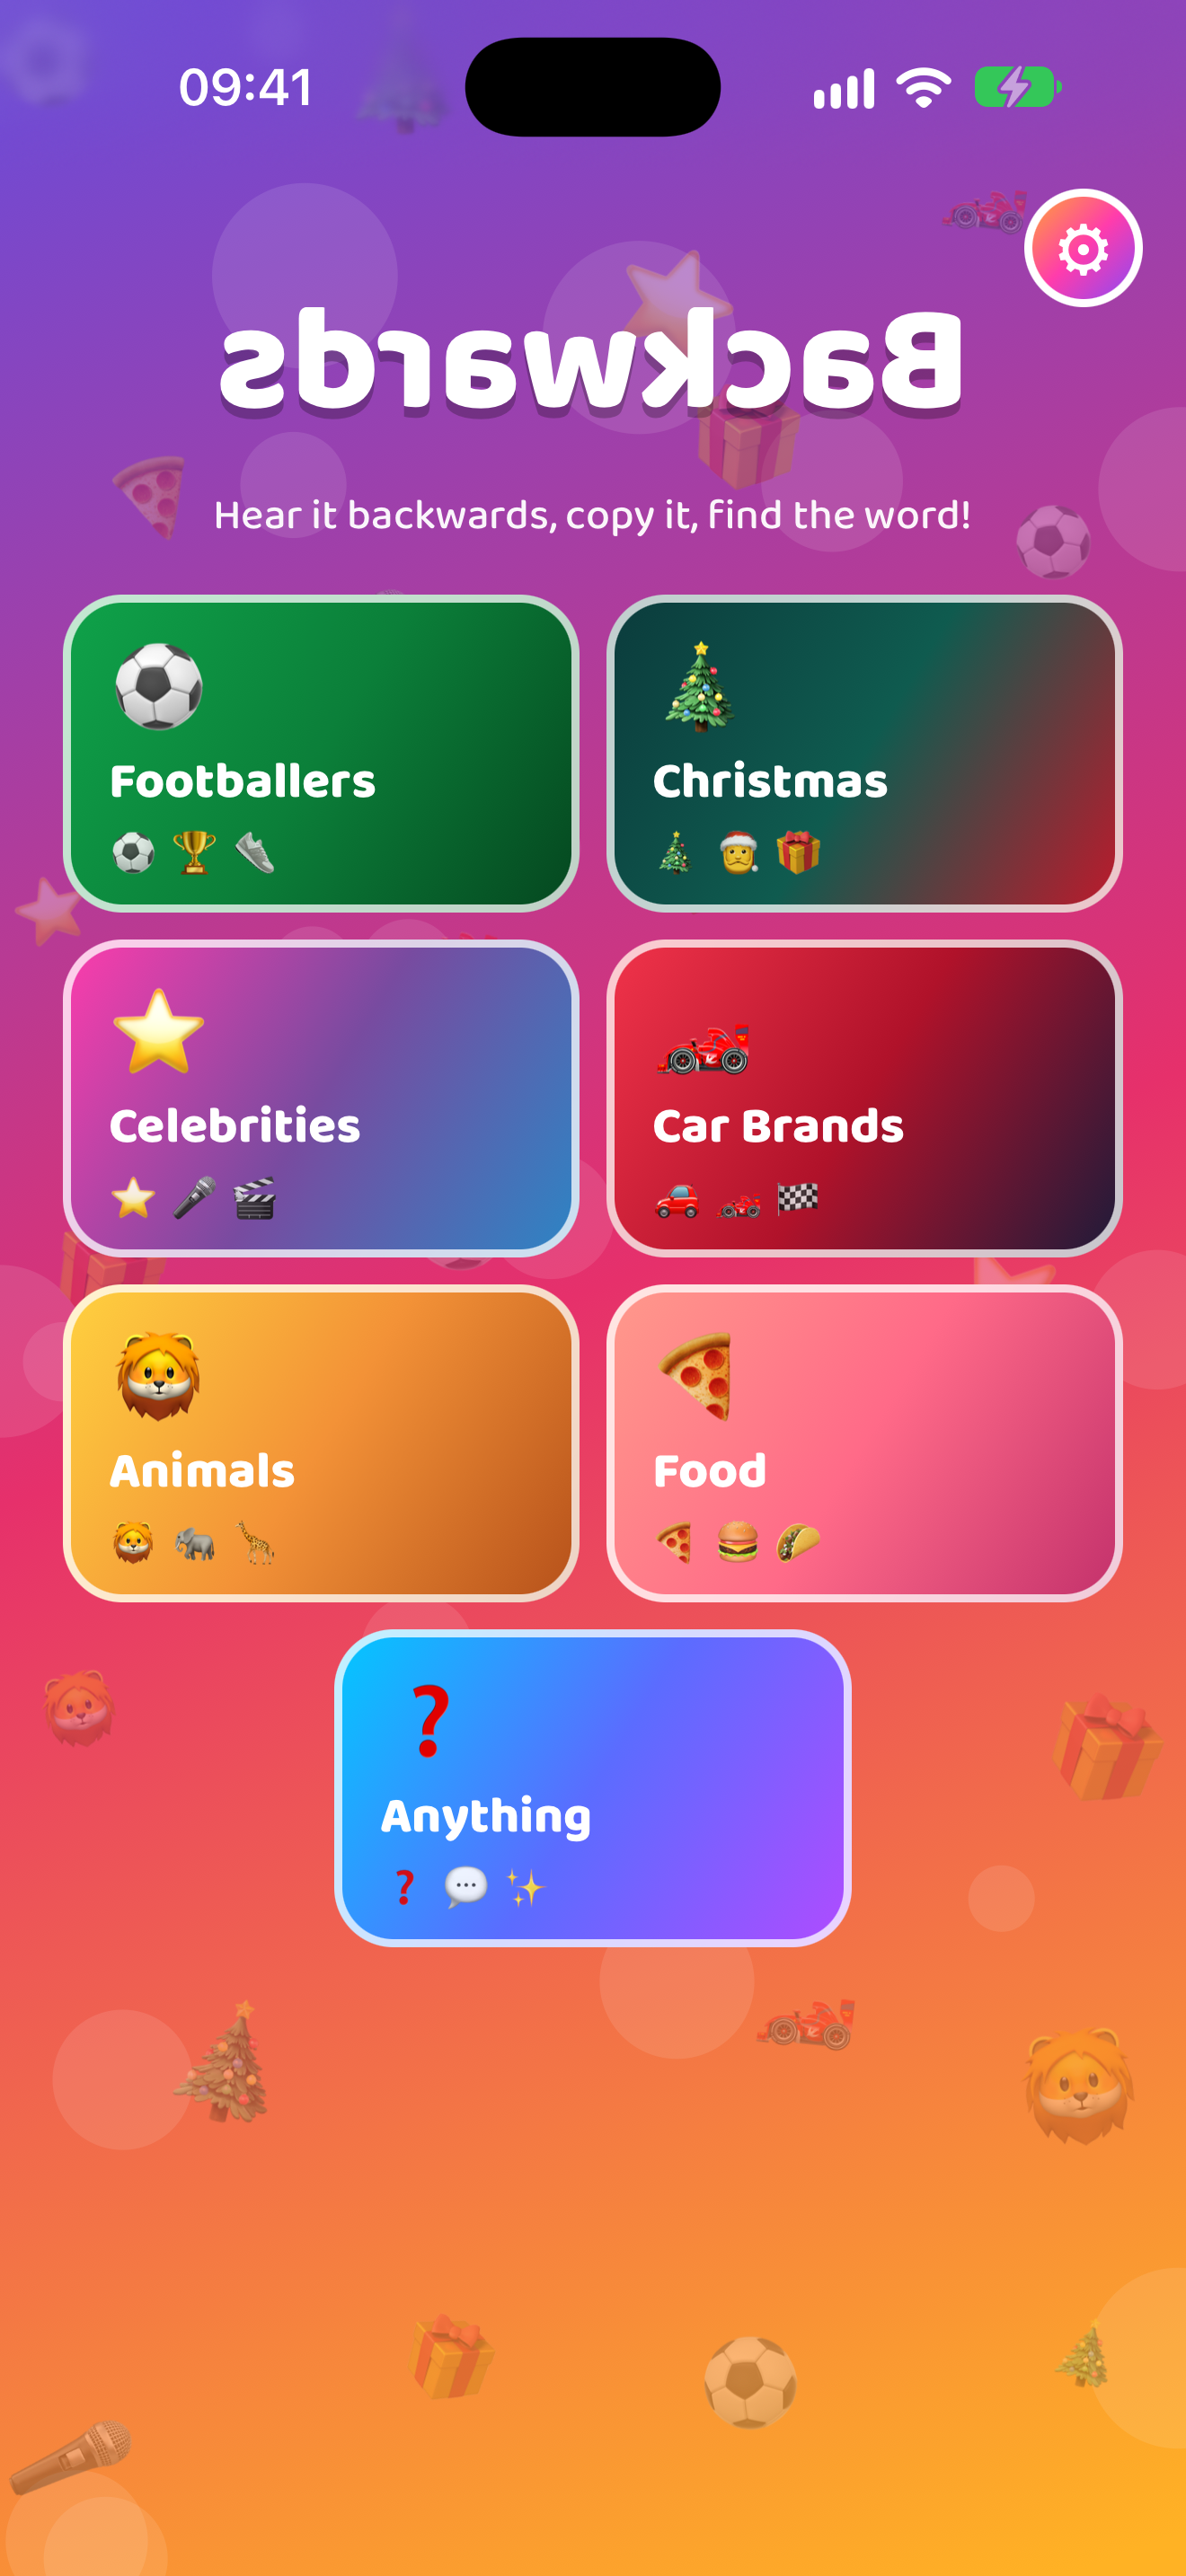 09:41
Backwards
Hear it backwards, copy it, find the word!
Footballers
Christmas
Celebrities
Car Brands
Animals
Food
Anything